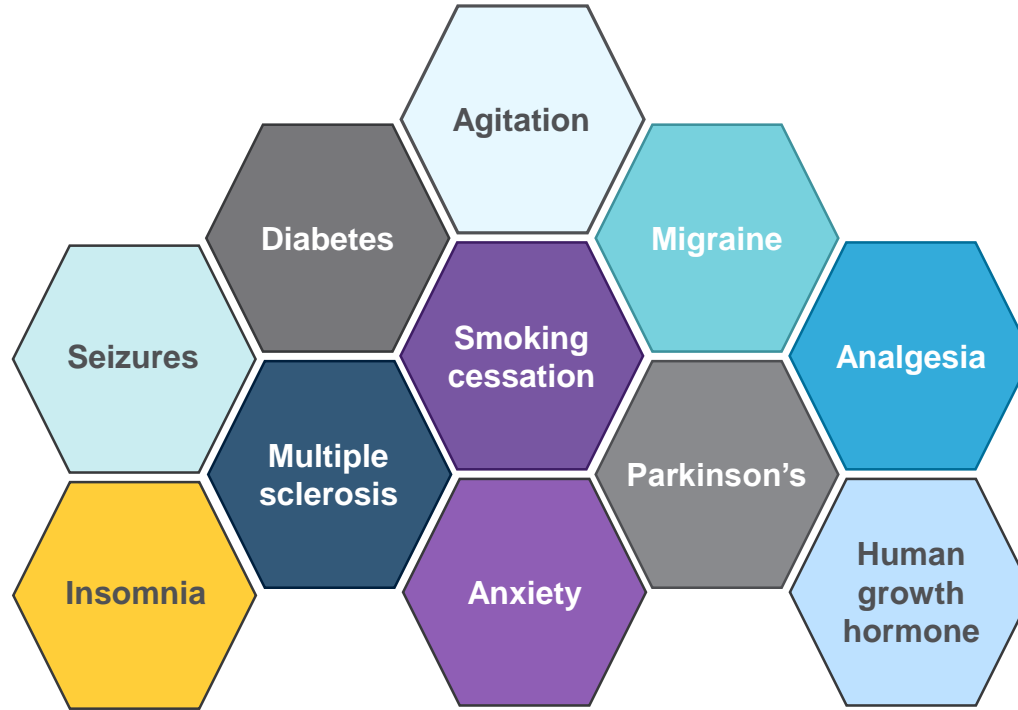 Agitation
Diabetes
Migraine
Seizures
Smoking
cessation
Analgesia
Multiple
sclerosis
Parkinson’s
Insomnia
Anxiety
Human
growth
hormone